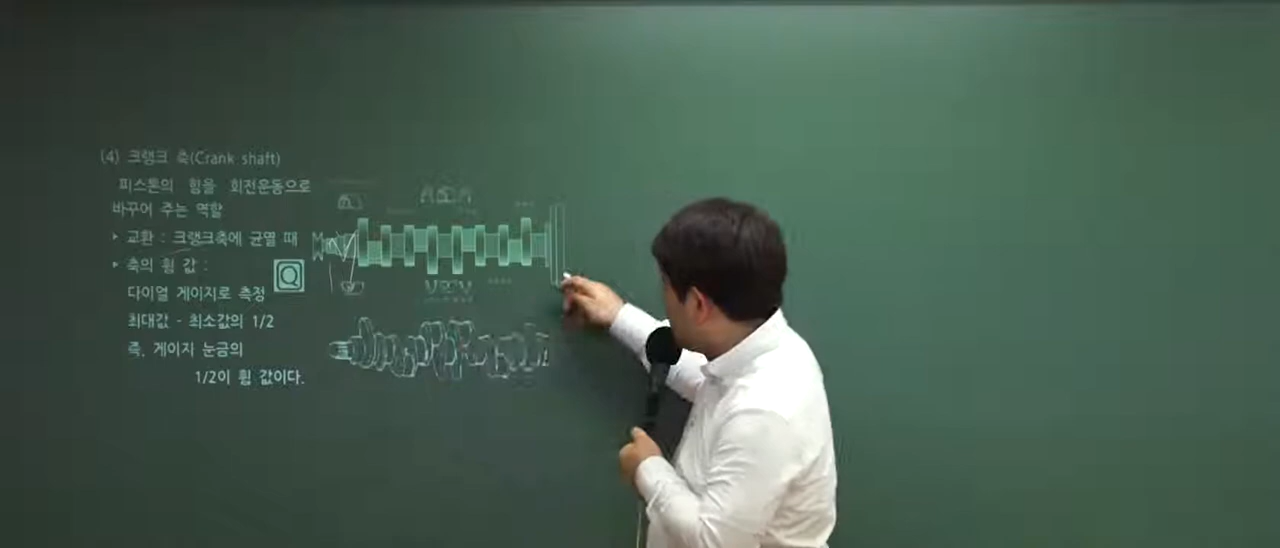 (4) 크랭크 축(Crank shaft)
피스톤의 힘을 회전운동으로
바꾸어 주는 역할
▸ 교환 : 크랭크축에 균열 때
▸ 축의 휨 값 :
Q
다이얼 게이지로 측정
최대값 - 최소값의 1/2
즉, 게이지 눈금의
1/2이 휨 값이다.